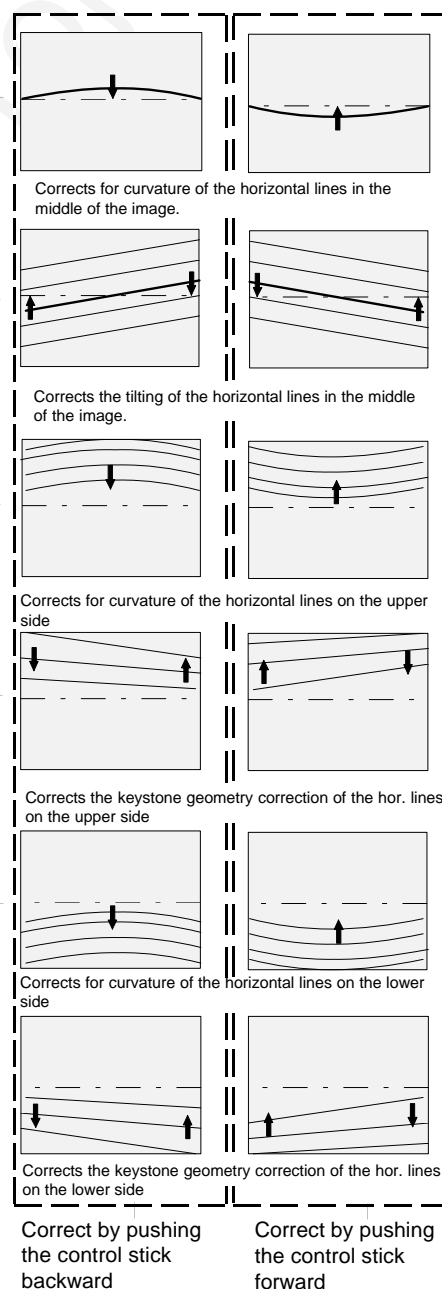 Corrects for curvature of the horizontal lines in the
middle of the image.
Corrects the tilting of the horizontal lines in the middle
of the image.
Corrects for curvature of the horizontal lines on the upper
side
Corrects the keystone geometry correction of the hor. lines
on the upper side
Corrects for curvature of the horizontal lines on the lower
side
Corrects the keystone geometry correction of the hor. lines
on the lower side
Correct by pushing
the control stick
backward
Correct by pushing
the control stick
forward